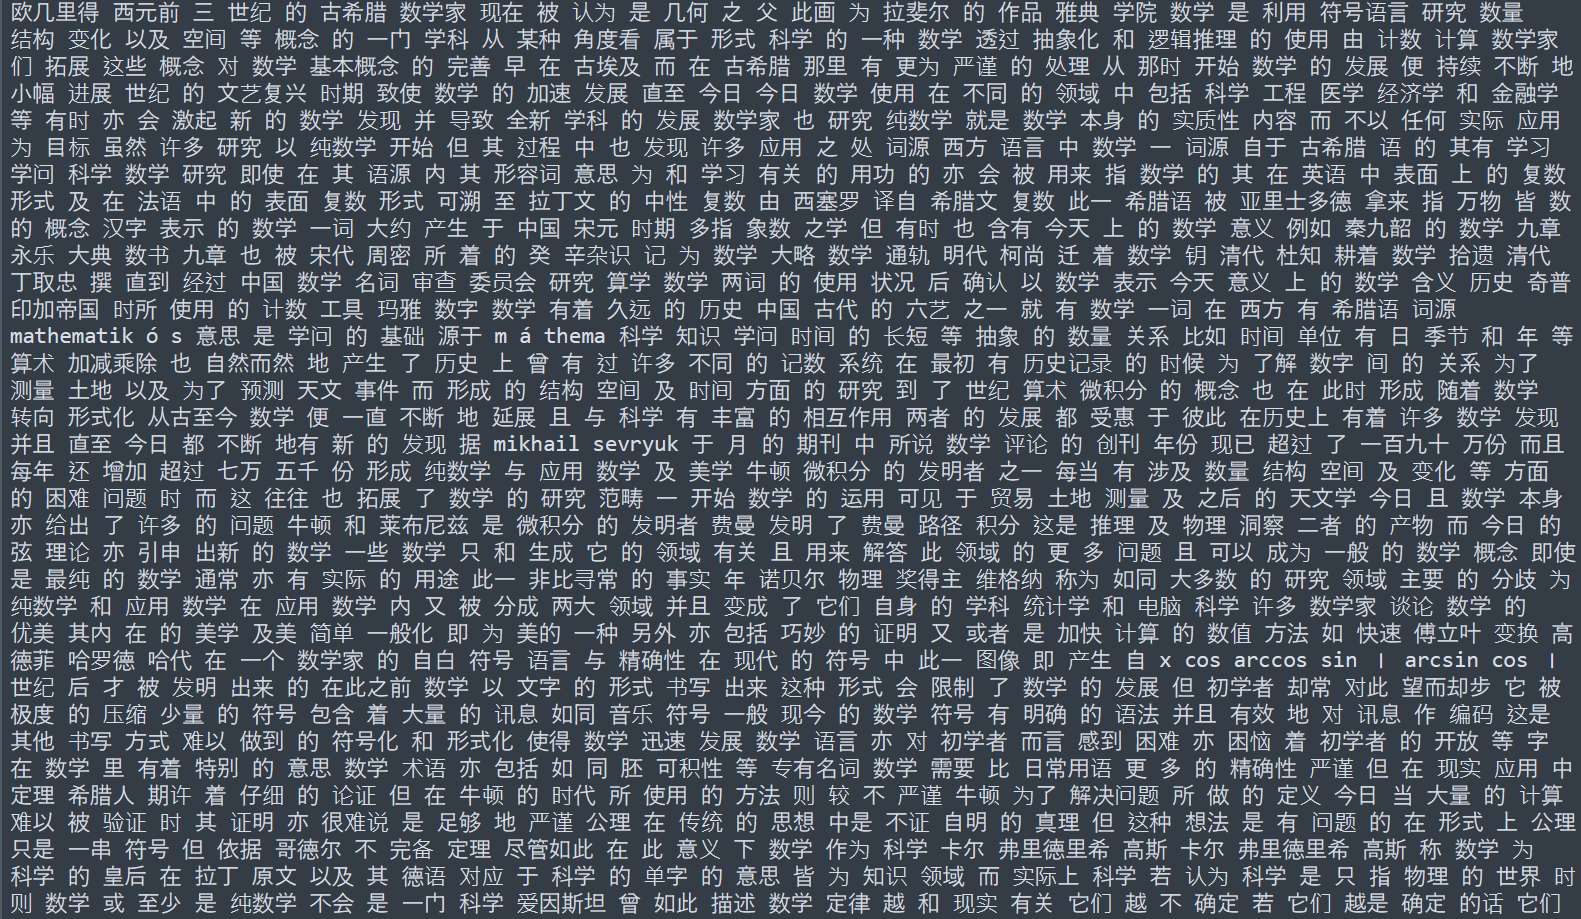 欧几里得 西元前 三 世纪 的 古希腊 数学家 现在 被 认为 是 几何 之 父 此画 为 拉斐尔 的 作品 雅典 学院 数学 是 利用 符号语言 研究 数量
结构 变化 以及 空间 等 概念 的 一门 学科 从 某种 角度看 属于 形式 科学 的 一种 数学 透过 抽象化 和 逻辑推理 的 使用 由 计数 计算 数学家
们 拓展 这些 概念 对 数学 基本概念 的 完善 早 在 古埃及 而 在 古希腊 那里 有 更为 严谨 的 处理 从 那时 开始 数学 的 发展 便 持续 不断 地
小幅 进展 世纪 的 文艺复兴 时期 致使 数学 的 加速 发展 直至 今日 今日 数学 使用 在 不同 的 领域 中 包括 科学 工程 医学 经济学 和 金融学
等 有时 亦 会 激起 新 的 数学 发现 并 导致 全新 学科 的 发展 数学家 也 研究 纯数学 就是 数学 本身 的 实质性 内容 而 不以 任何 实际 应用
为 目标 虽然 许多 研究 以 纯数学 开始 但 其 过程 中 也 发现 许多 应用 之 处 词源 西方 语言 中 数学 一 词源 自于 古希腊 语 的 其有 学习
学问 科学 数学 研究 即使 在 其 语源 内 其 形容词 意思 为 和 学习 有关 的 用功 的 亦 会 被 用来 指 数学 的 其 在 英语 中 表面 上 的 复数
形式 及 在 法语 中 的 表面 复数 形式 可溯 至 拉丁文 的 中性 复数 由 西塞罗 译自 希腊文 复数 此一 希腊语 被 亚里士多德 拿来 指 万物 皆 数
的 概念 汉字 表示 的 数学 一词 大约 产生 于 中国 宋元 时期 多指 象数 之学 但 有时 也 含有 今天 上 的 数学 意义 例如 秦九韶 的 数学 九章
永乐 大典 数书 九章 也 被 宋代 周密 所 着 的 癸 辛杂识 记 为 数学 大略 数学 通轨 明代 柯尚 迁 着 数学 钥 清代 杜知 耕着 数学 拾遗 清代
丁取忠 撰 直到 经过 中国 数学 名词 审查 委员会 研究 算学 数学 两词 的 使用 状况 后 确认 以 数学 表示 今天 意义 上 的 数学 含义 历史 奇普
印加帝国 时所 使用 的 计数 工具 玛雅 数字 数学 有着 久远 的 历史 中国 古代 的 六艺 之一 就 有 数学 一词 在 西方 有 希腊语 词源
mathematik ó s 意思 是 学问 的 基础 源于 m á thema 科学 知识 学问 时间 的 长短 等 抽象 的 数量 关系 比如 时间 单位 有 日 季节 和 年 等
算术 加减乘除 也 自然而然 地 产生 了 历史 上 曾 有 过 许多 不同 的 记数 系统 在 最初 有 历史记录 的 时候 为 了解 数字 间 的 关系 为了
测量 土地 以及 为了 预测 天文 事件 而 形成 的 结构 空间 及 时间 方面 的 研究 到 了 世纪 算术 微积分 的 概念 也 在 此时 形成 随着 数学
转向 形式化 从古至今 数学 便 一直 不断 地 延展 且 与 科学 有 丰富 的 相互作用 两者 的 发展 都 受惠 于 彼此 在历史上 有着 许多 数学 发现
并且 直至 今日 都 不断 地有 新 的 发现 据 mikhail sevryuk 于 月 的 期刊 中 所说 数学 评论 的 创刊 年份 现已 超过 了 一百九十 万份 而且
每年 还 增加 超过 七万 五千 份 形成 纯数学 与 应用 数学 及 美学 牛顿 微积分 的 发明者 之一 每当 有 涉及 数量 结构 空间 及 变化 等 方面
的 困难 问题 时 而 这 往往 也 拓展 了 数学 的 研究 范畴 一 开始 数学 的 运用 可见 于 贸易 土地 测量 及 之后 的 天文学 今日 且 数学 本身
亦 给出 了 许多 的 问题 牛顿 和 莱布尼兹 是 微积分 的 发明者 费曼 发明 了 费曼 路径 积分 这是 推理 及 物理 洞察 二者 的 产物 而 今日 的
弦 理论 亦 引申 出新 的 数学 一些 数学 只 和 生成 它 的 领域 有关 且 用来 解答 此 领域 的 更 多 问题 且 可以 成为 一般 的 数学 概念 即使
是 最纯 的 数学 通常 亦 有 实际 的 用途 此一 非比寻常 的 事实 年 诺贝尔 物理 奖得主 维格纳 称为 如同 大多数 的 研究 领域 主要 的 分歧 为
纯数学 和 应用 数学 在 应用 数学 内 又 被 分成 两大 领域 并且 变成 了 它们 自身 的 学科 统计学 和 电脑 科学 许多 数学家 谈论 数学 的
优美 其内 在 的 美学 及美 简单 一般化 即 为 美的 一种 另外 亦 包括 巧妙 的 证明 又 或者 是 加快 计算 的 数值 方法 如 快速 傅立叶 变换 高
德菲 哈罗德 哈代 在 一个 数学家 的 自白 符号 语言 与 精确性 在 现代 的 符号 中 此一 图像 即 产生 自 x cos arccos sin | arcsin cos |
世纪 后 才 被 发明 出来 的 在此之前 数学 以 文字 的 形式 书写 出来 这种 形式 会 限制 了 数学 的 发展 但 初学者 却常 对此 望而却步 它 被
极度 的 压缩 少量 的 符号 包含 着 大量 的 讯息 如同 音乐 符号 一般 现今 的 数学 符号 有 明确 的 语法 并且 有效 地 对 讯息 作 编码 这是
其他 书写 方式 难以 做到 的 符号化 和 形式化 使得 数学 迅速 发展 数学 语言 亦 对 初学者 而言 感到 困难 亦 困恼 着 初学者 的 开放 等 字
在 数学 里 有着 特别 的 意思 数学 术语 亦 包括 如 同 胚 可积性 等 专有名词 数学 需要 比 日常用语 更 多 的 精确性 严谨 但 在 现实 应用 中
定理 希腊人 期许 着 仔细 的 论证 但 在 牛顿 的 时代 所 使用 的 方法 则 较 不 严谨 牛顿 为了 解决问题 所 做 的 定义 今日 当 大量 的 计算
难以 被 验证 时 其 证明 亦 很难说 是 足够 地 严谨 公理 在 传统 的 思想 中是 不证 自明 的 真理 但 这种 想法 是 有 问题 的 在 形式 上 公理
只是 一串 符号 但 依据 哥德尔 不 完备 定理 尽管如此 在 此 意义 下 数学 作为 科学 卡尔 弗里德里希 高斯 卡尔 弗里德里希 高斯 称 数学 为
科学 的 皇后 在 拉丁 原文 以及 其 德语 对应 于 科学 的 单字 的 意思 皆 为 知识 领域 而 实际上 科学 若 认为 科学 是 只 指 物理 的 世界 时
则 数学 或 至少 是 纯数学 不会 是 一门 科学 爱因斯坦 曾 如此 描述 数学 定律 越 和 现实 有关 它们 越 不 确定 若 它们 越是 确定 的话 它们